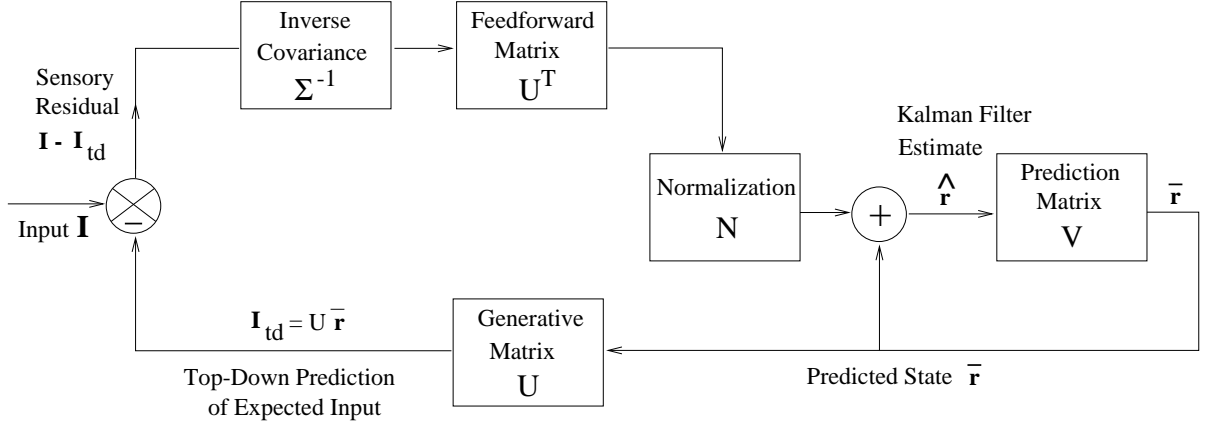 Inverse
Covariance
Σ⁻¹
Feedforward
Matrix
Uᵀ
Sensory
Residual
I - I_td
Input I
−
Normalization
N
+
Kalman Filter
Estimate
r̂
Prediction
Matrix
V
r̄
I_td = U r̄
Top-Down Prediction
of Expected Input
Generative
Matrix
U
Predicted State r̄